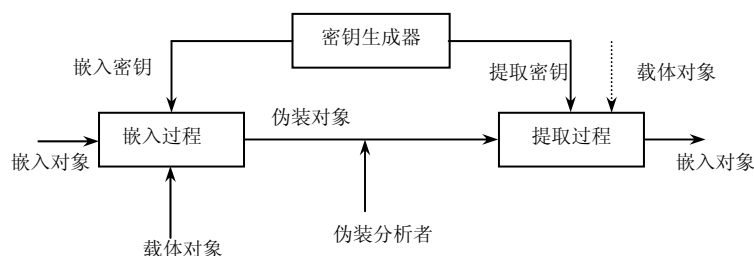 密钥生成器
嵌入密钥
提取密钥
载体对象
伪装对象
嵌入过程
提取过程
嵌入对象
嵌入对象
伪装分析者
载体对象